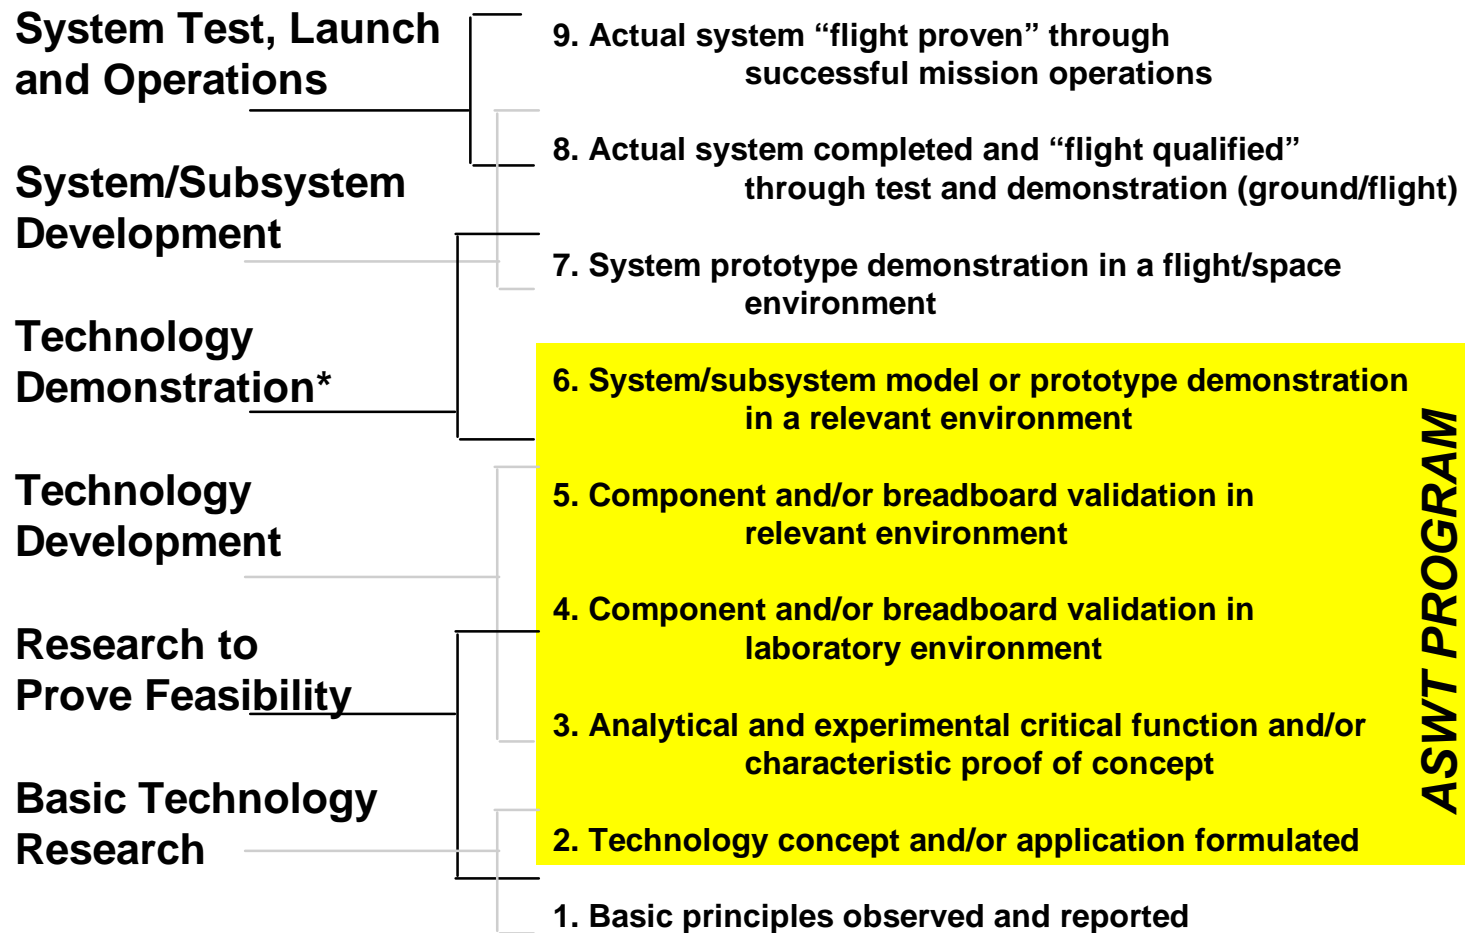 System Test, Launch
and Operations
System/Subsystem
Development
Technology
Demonstration*
Technology
Development
Research to
Prove Feasibility
Basic Technology
Research
9. Actual system “flight proven” through
successful mission operations
8. Actual system completed and “flight qualified”
through test and demonstration (ground/flight)
7. System prototype demonstration in a flight/space
environment
6. System/subsystem model or prototype demonstration
in a relevant environment
5. Component and/or breadboard validation in
relevant environment
4. Component and/or breadboard validation in
laboratory environment
3. Analytical and experimental critical function and/or
characteristic proof of concept
2. Technology concept and/or application formulated
1. Basic principles observed and reported
ASWT PROGRAM